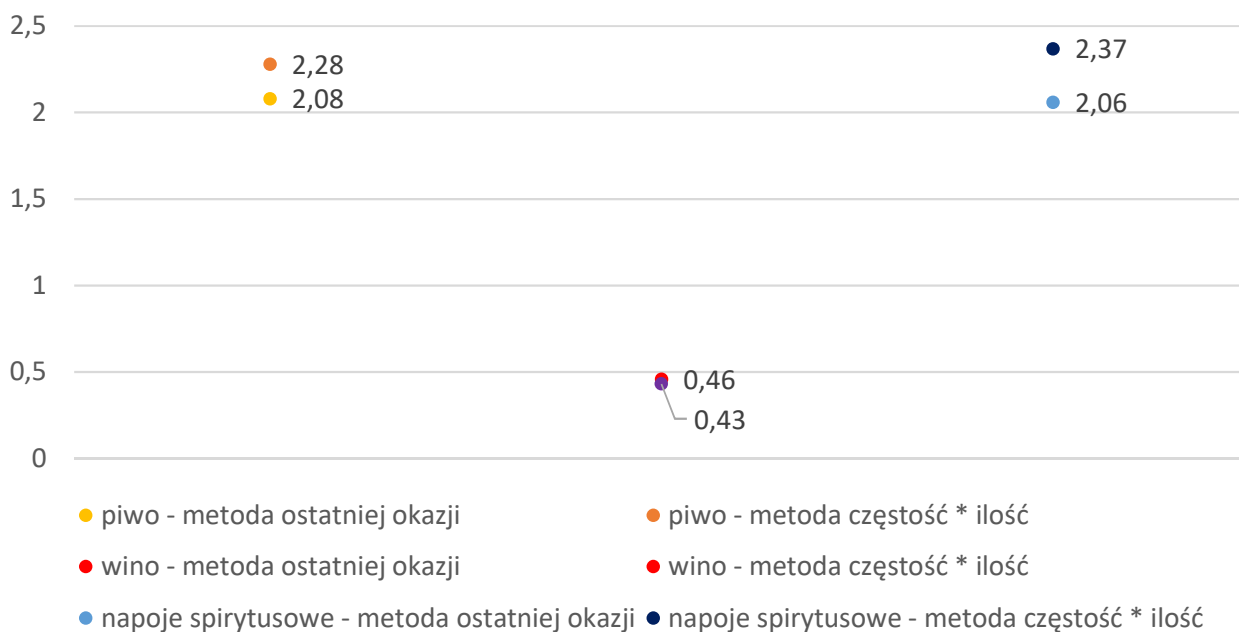 2,5
2,28
2,37
2,08
2,06
2
1,5
1
0,5
0,46
0,43
0
piwo - metoda ostatniej okazji
piwo - metoda częstość * ilość
wino - metoda ostatniej okazji
wino - metoda częstość * ilość
napoje spirytusowe - metoda ostatniej okazji
napoje spirytusowe - metoda częstość * ilość